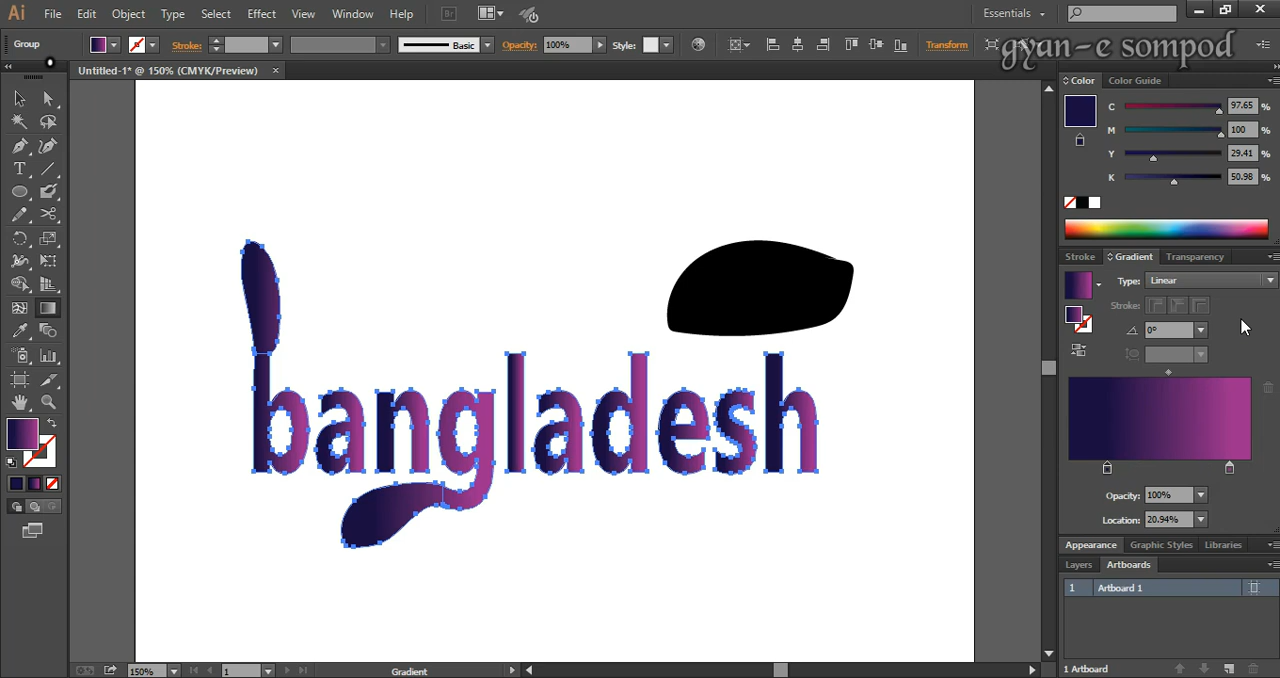 Ai File Edit Object Type Select Effect View Window Help Br Essentials
Group Stroke: Basic Opacity: 100% Style: Transform
gyan-e sompod
Untitled-1* @ 150% (CMYK/Preview) ×
Color Color Guide
C 97.65 %
M 100 %
Y 29.41 %
K 50.98 %
Stroke Gradient Transparency
Type: Linear
Stroke:
0°
bangladesh
Opacity: 100%
Location: 20.94%
Appearance Graphic Styles Libraries
Layers Artboards
1 Artboard 1
150% 1 Gradient
1 Artboard